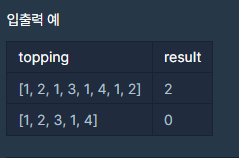 입출력 예
topping result
[1, 2, 1, 3, 1, 4, 1, 2] 2
[1, 2, 3, 1, 4] 0